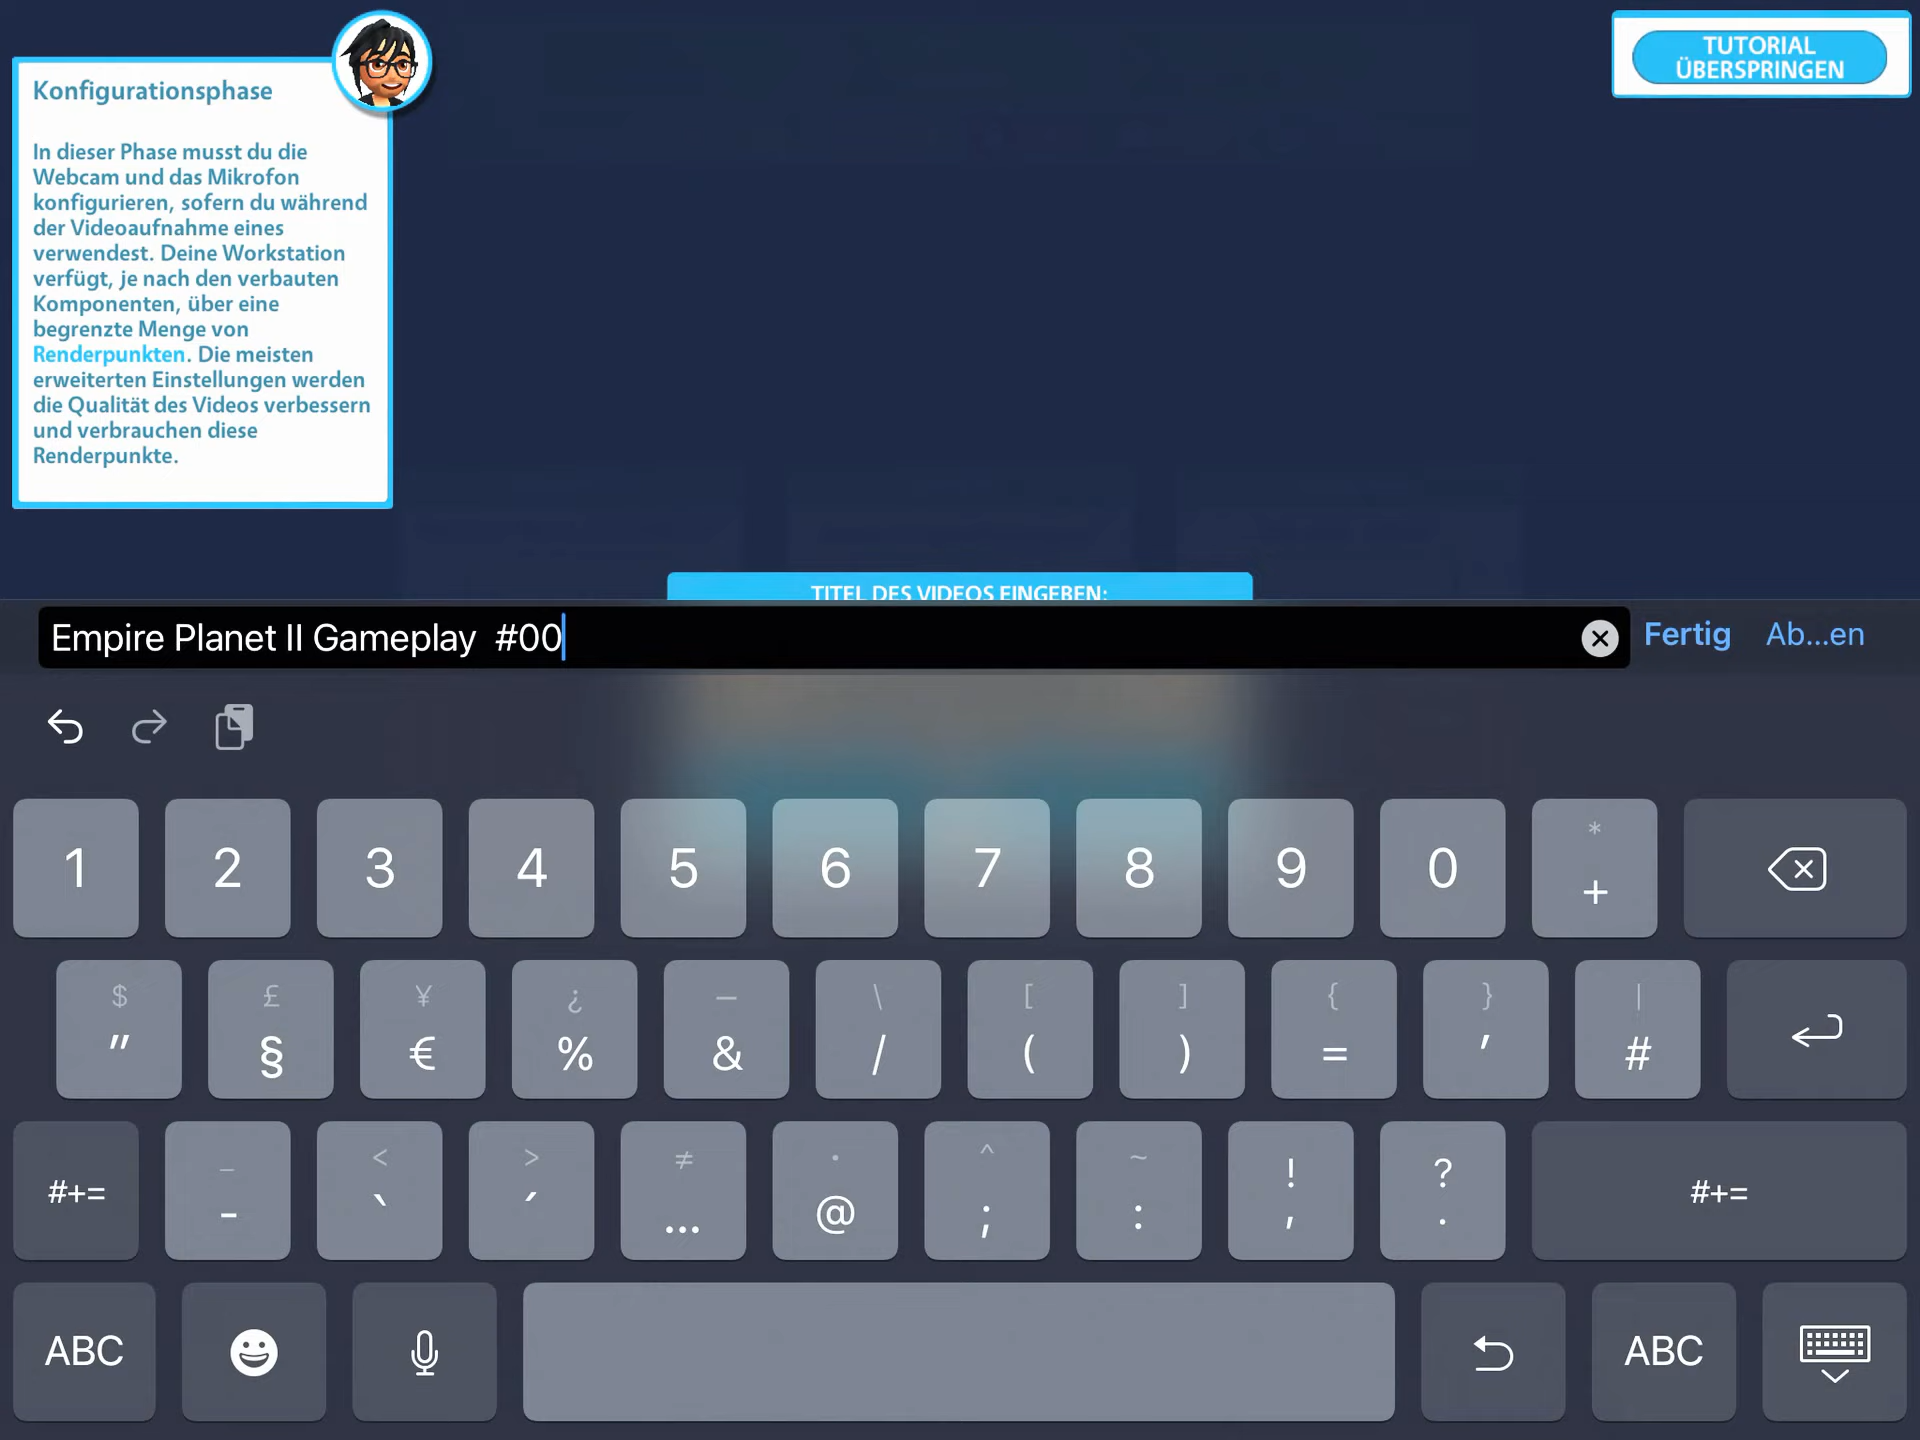 Konfigurationsphase
In dieser Phase musst du die
Webcam und das Mikrofon
konfigurieren, sofern du während
der Videoaufnahme eines
verwendest. Deine Workstation
verfügt, je nach den verbauten
Komponenten, über eine
begrenzte Menge von
Renderpunkten. Die meisten
erweiterten Einstellungen werden
die Qualität des Videos verbessern
und verbrauchen diese
Renderpunkte.
TUTORIAL
ÜBERSPRINGEN
TITEL DES VIDEOS EINGEBEN:
Empire Planet II Gameplay  #00
Fertig Ab...en
1 2 3 4 5 6 7 8 9 0 * +
$ £ ¥ ¿ — \ [ ] { } |
" § € % & / ( ) = ' #
_ < > ≠ · ^ ~ ! ?
#+= - ` ´ ... @ ; : , . #+=
ABC ABC